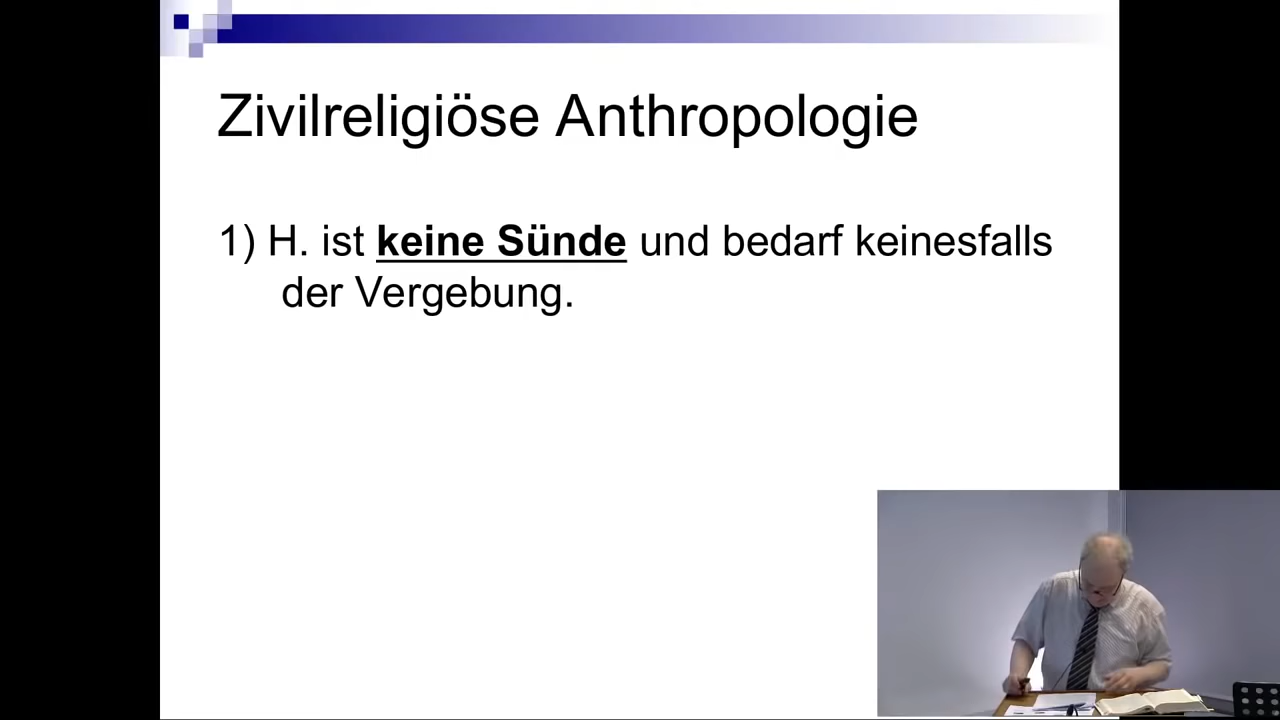 Zivilreligiöse Anthropologie
1) H. ist keine Sünde und bedarf keinesfalls
der Vergebung.